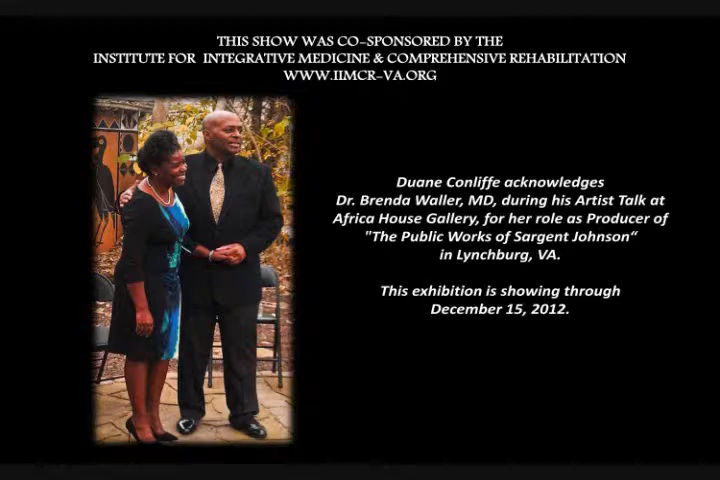 THIS SHOW WAS CO-SPONSORED BY THE
INSTITUTE FOR INTEGRATIVE MEDICINE & COMPREHENSIVE REHABILITATION
WWW.IIMCR-VA.ORG
Duane Conliffe acknowledges
Dr. Brenda Waller, MD, during his Artist Talk at
Africa House Gallery, for her role as Producer of
"The Public Works of Sargent Johnson“
in Lynchburg, VA.
This exhibition is showing through
December 15, 2012.